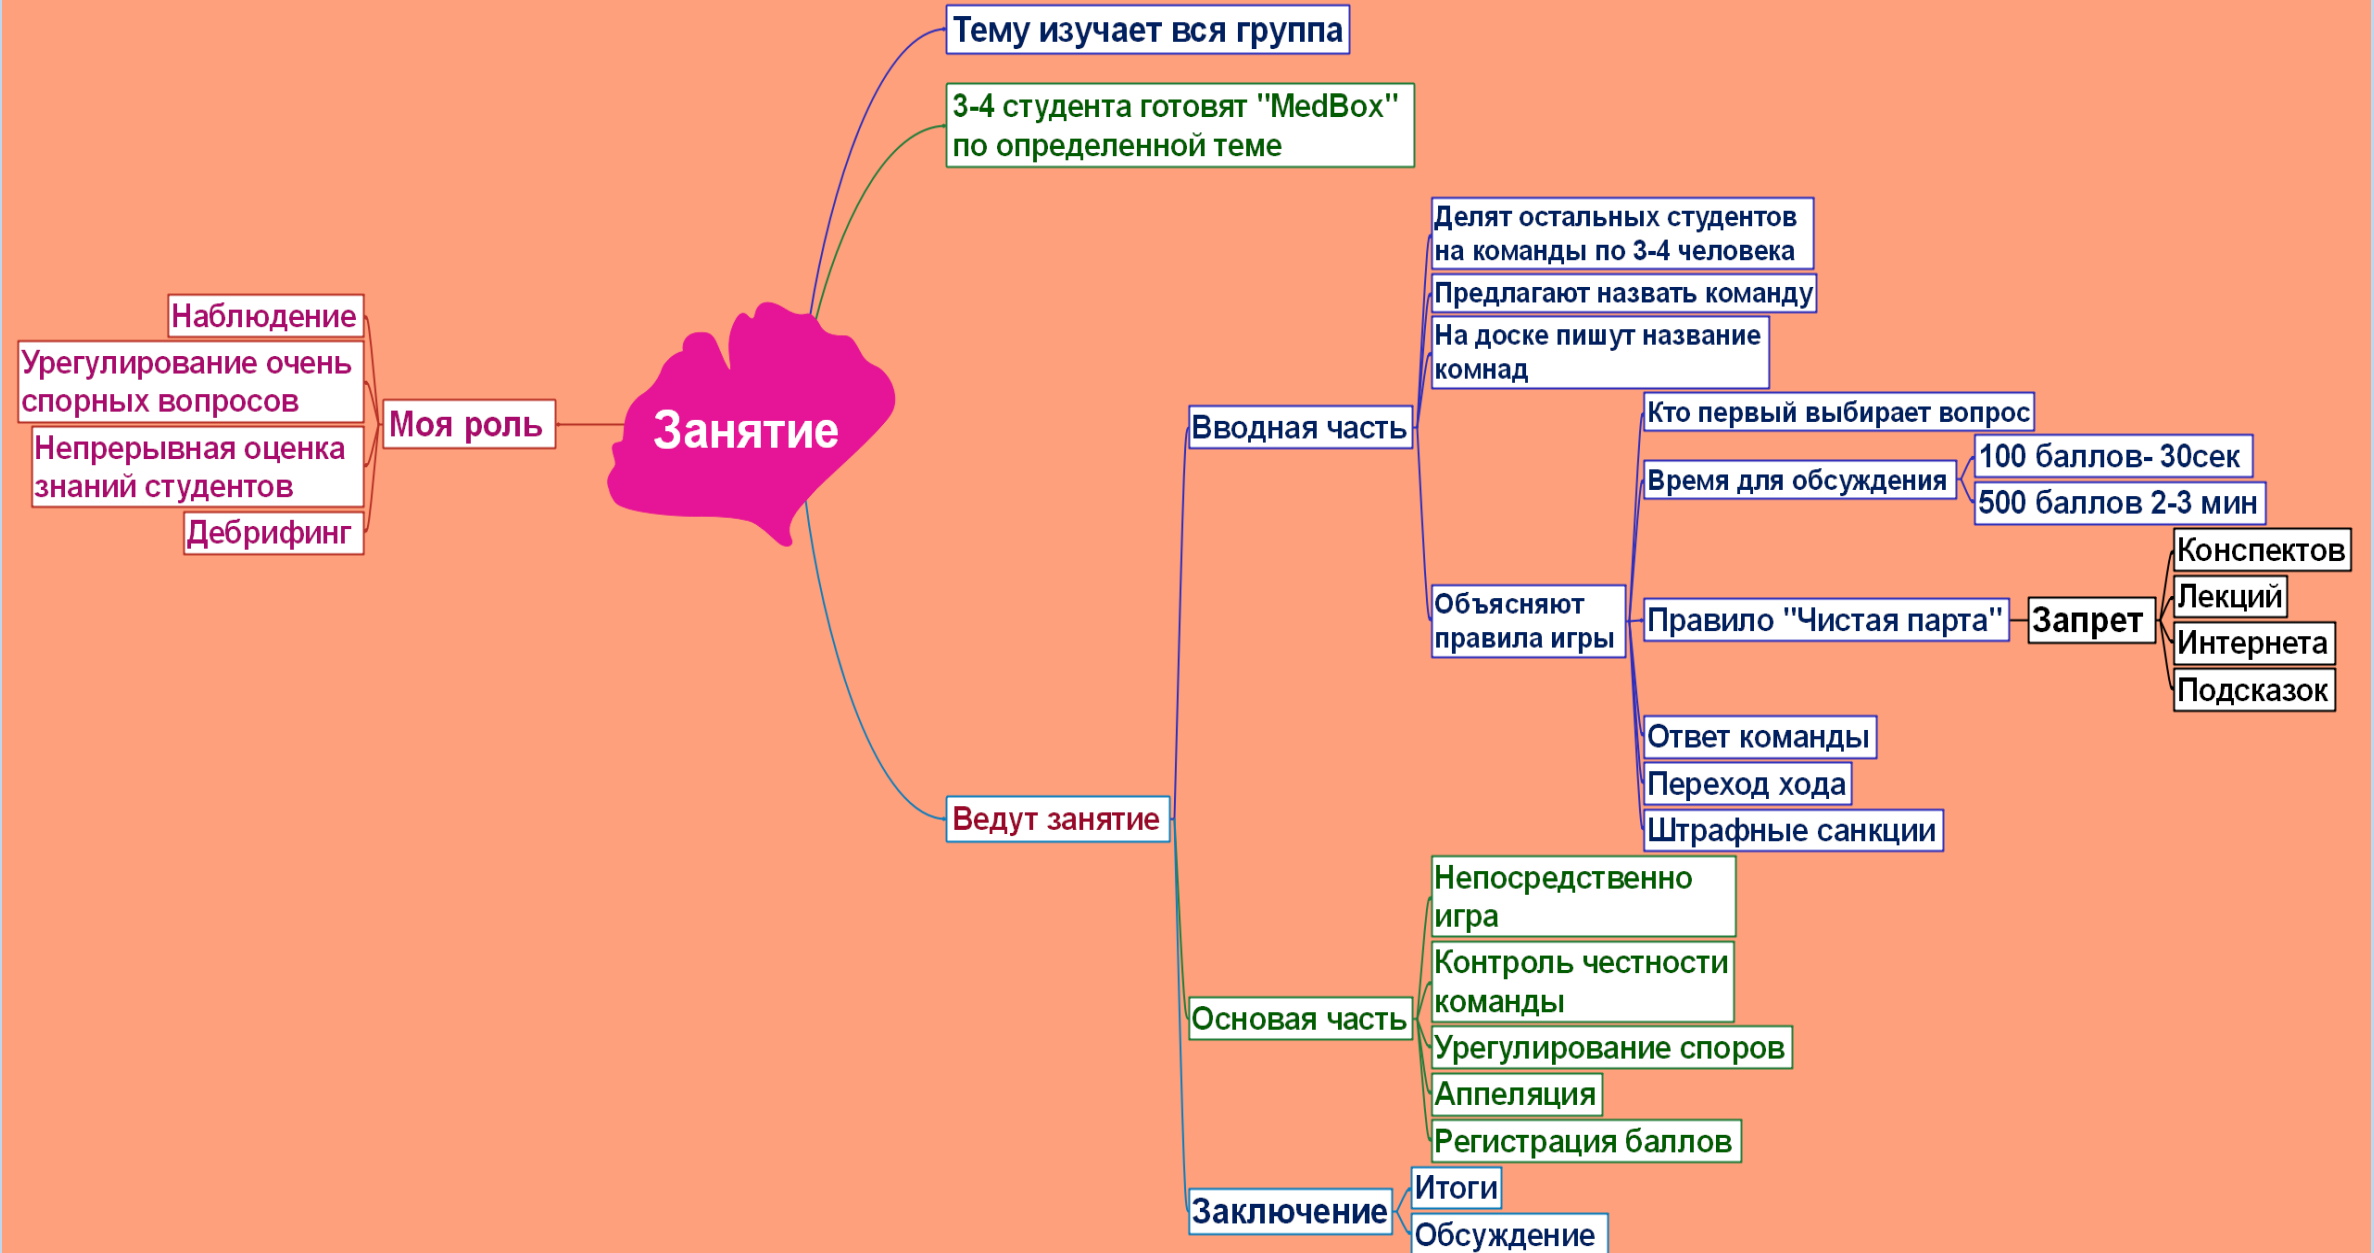 Тему изучает вся группа
3-4 студента готовят "MedBox"
по определенной теме
Делят остальных студентов
на команды по 3-4 человека
Предлагают назвать команду
На доске пишут название
комнад
Наблюдение
Урегулирование очень
спорных вопросов
Непрерывная оценка
знаний студентов
Дебрифинг
Моя роль
Занятие
Вводная часть
Кто первый выбирает вопрос
Время для обсуждения
100 баллов- 30сек
500 баллов 2-3 мин
Объясняют
правила игры
Правило "Чистая парта"
Запрет
Конспектов
Лекций
Интернета
Подсказок
Ответ команды
Переход хода
Штрафные санкции
Ведут занятие
Непосредственно
игра
Контроль честности
команды
Основая часть
Урегулирование споров
Аппеляция
Регистрация баллов
Заключение
Итоги
Обсуждение